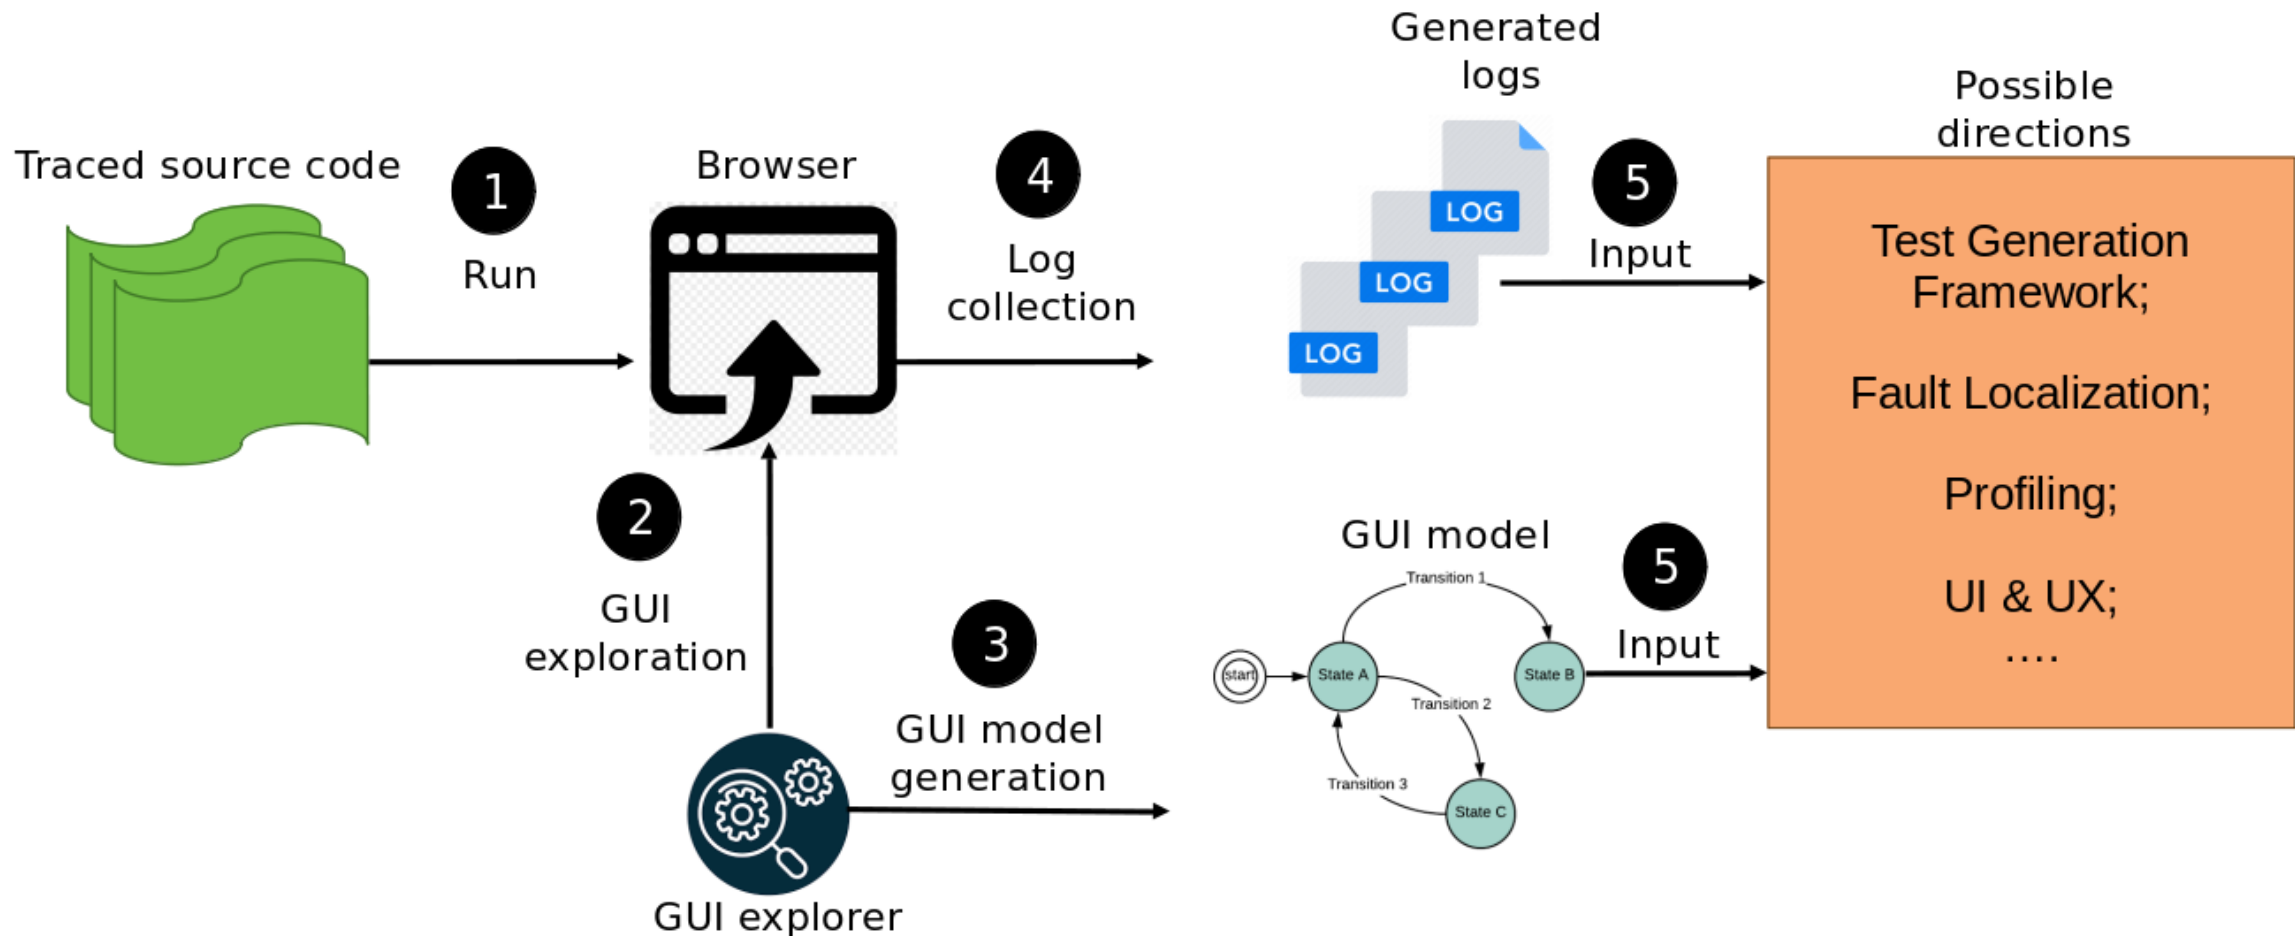 Traced source code
1
Run
Browser
4
Log
collection
Generated
logs
LOG
LOG
LOG
5
Input
Possible
directions
Test Generation
Framework;
Fault Localization;
Profiling;
UI & UX;
....
2
GUI
exploration
3
GUI model
generation
GUI explorer
GUI model
Transition 1
start
State A
State B
Transition 2
Transition 3
State C
5
Input